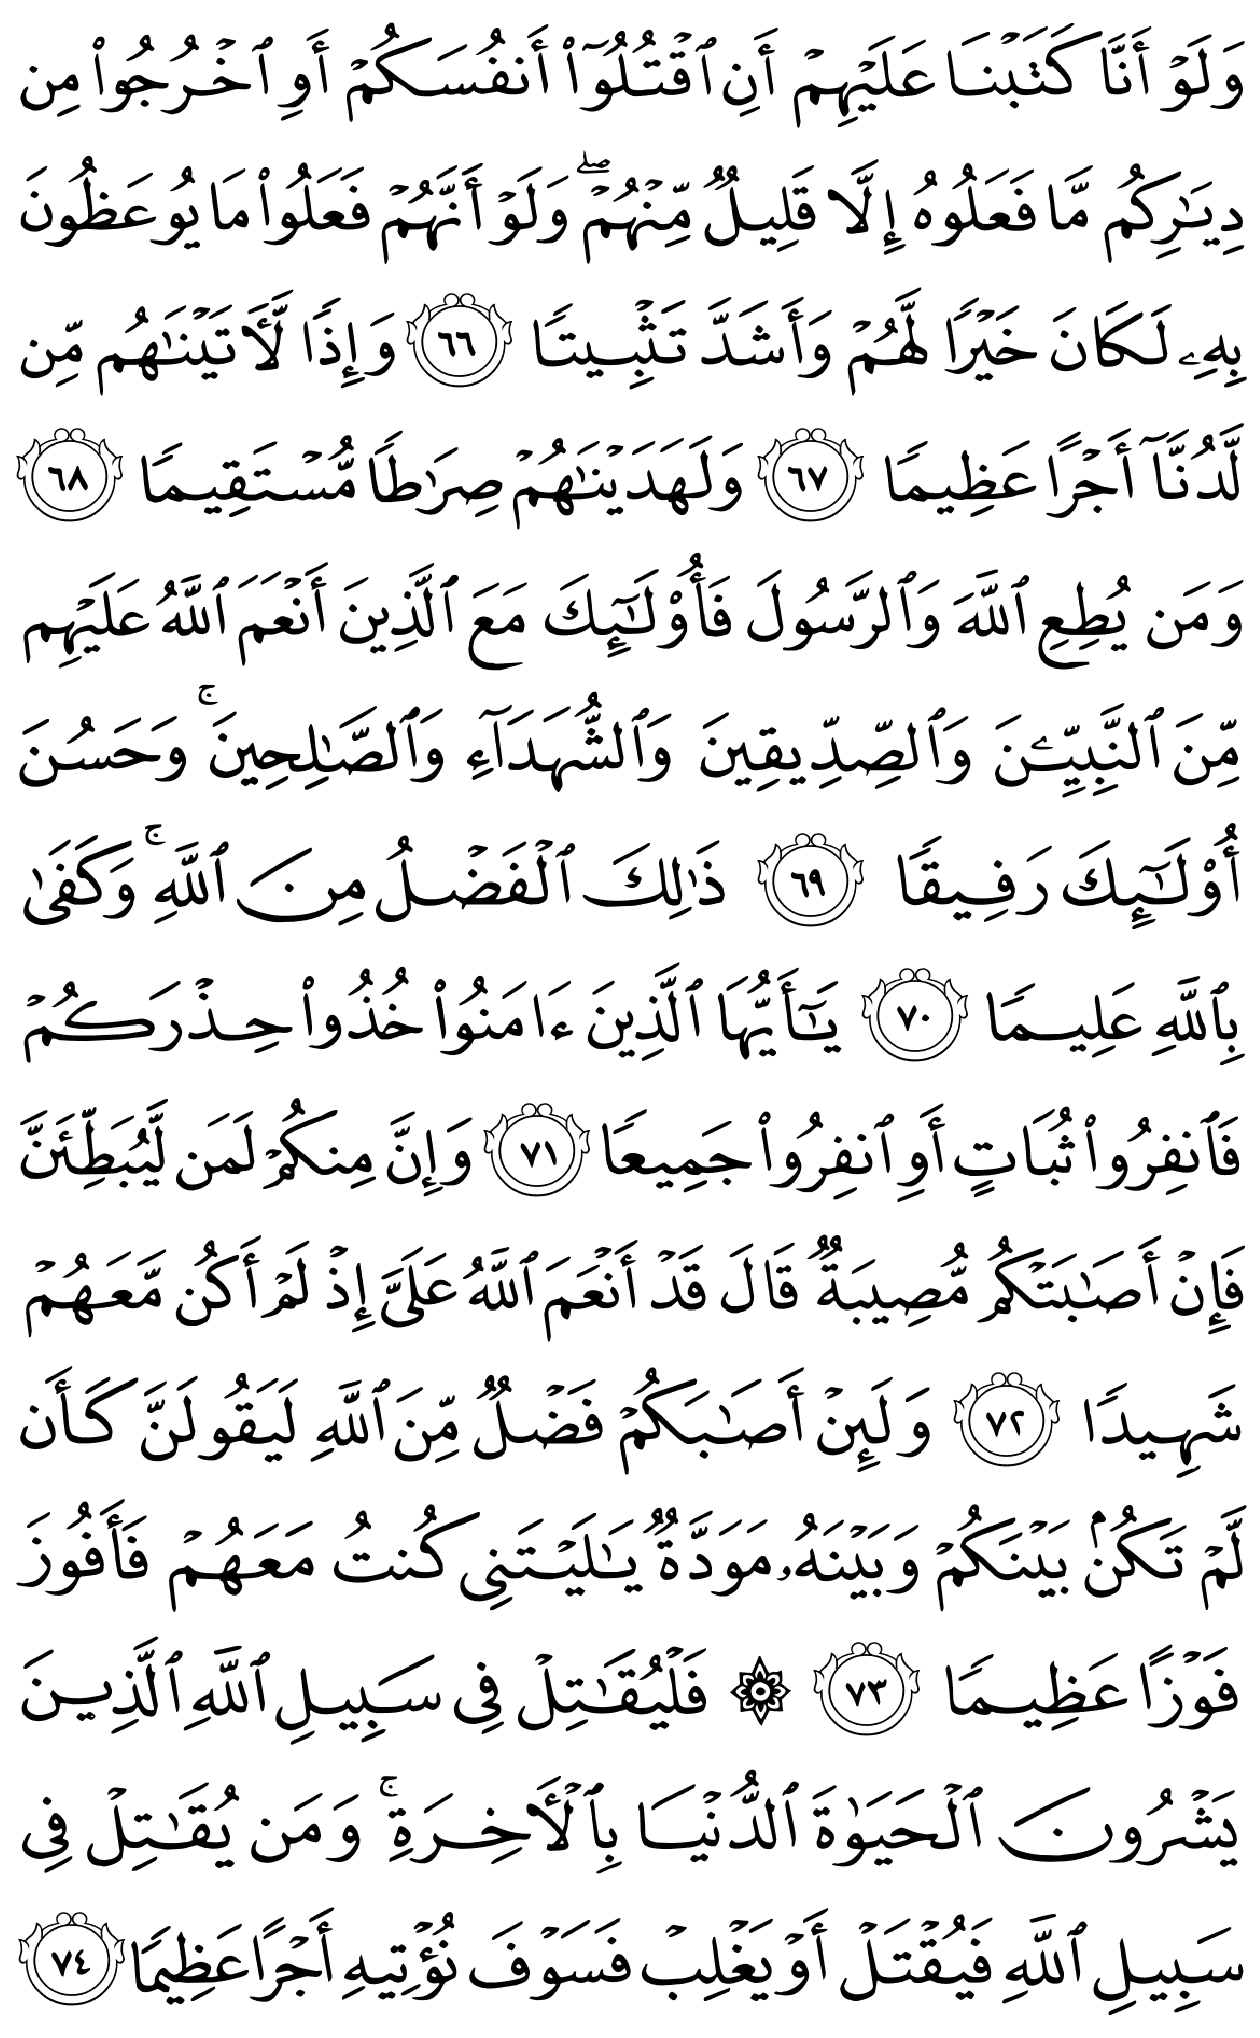 وَلَوۡ أَنَّا كَتَبۡنَا عَلَيۡهِمۡ أَنِ ٱقۡتُلُوٓاْ أَنفُسَكُمۡ أَوِ ٱخۡرُجُواْ مِن
دِيَٰرِكُم مَّا فَعَلُوهُ إِلَّا قَلِيلٞ مِّنۡهُمۡۖ وَلَوۡ أَنَّهُمۡ فَعَلُواْ مَا يُوعَظُونَ
بِهِۦ لَكَانَ خَيۡرٗا لَّهُمۡ وَأَشَدَّ تَثۡبِيتٗا ٦٦ وَإِذٗا لَّأٓتَيۡنَٰهُم مِّن
لَّدُنَّآ أَجۡرًا عَظِيمٗا ٦٧ وَلَهَدَيۡنَٰهُمۡ صِرَٰطٗا مُّسۡتَقِيمٗا ٦٨
وَمَن يُطِعِ ٱللَّهَ وَٱلرَّسُولَ فَأُوْلَٰٓئِكَ مَعَ ٱلَّذِينَ أَنۡعَمَ ٱللَّهُ عَلَيۡهِم
مِّنَ ٱلنَّبِيِّـۧنَ وَٱلصِّدِّيقِينَ وَٱلشُّهَدَآءِ وَٱلصَّٰلِحِينَۚ وَحَسُنَ
أُوْلَٰٓئِكَ رَفِيقٗا ٦٩ ذَٰلِكَ ٱلۡفَضۡلُ مِنَ ٱللَّهِۚ وَكَفَىٰ
بِٱللَّهِ عَلِيمٗا ٧٠ يَٰٓأَيُّهَا ٱلَّذِينَ ءَامَنُواْ خُذُواْ حِذۡرَكُمۡ
فَٱنفِرُواْ ثُبَاتٍ أَوِ ٱنفِرُواْ جَمِيعٗا ٧١ وَإِنَّ مِنكُمۡ لَمَن لَّيُبَطِّئَنَّ
فَإِنۡ أَصَٰبَتۡكُم مُّصِيبَةٞ قَالَ قَدۡ أَنۡعَمَ ٱللَّهُ عَلَيَّ إِذۡ لَمۡ أَكُن مَّعَهُمۡ
شَهِيدٗا ٧٢ وَلَئِنۡ أَصَٰبَكُمۡ فَضۡلٞ مِّنَ ٱللَّهِ لَيَقُولَنَّ كَأَن
لَّمۡ تَكُنۢ بَيۡنَكُمۡ وَبَيۡنَهُۥ مَوَدَّةٞ يَٰلَيۡتَنِي كُنتُ مَعَهُمۡ فَأَفُوزَ
فَوۡزًا عَظِيمٗا ٧٣ ۞ فَلۡيُقَٰتِلۡ فِي سَبِيلِ ٱللَّهِ ٱلَّذِينَ
يَشۡرُونَ ٱلۡحَيَوٰةَ ٱلدُّنۡيَا بِٱلۡأٓخِرَةِۚ وَمَن يُقَٰتِلۡ فِي
سَبِيلِ ٱللَّهِ فَيُقۡتَلۡ أَوۡ يَغۡلِبۡ فَسَوۡفَ نُؤۡتِيهِ أَجۡرًا عَظِيمٗا ٧٤